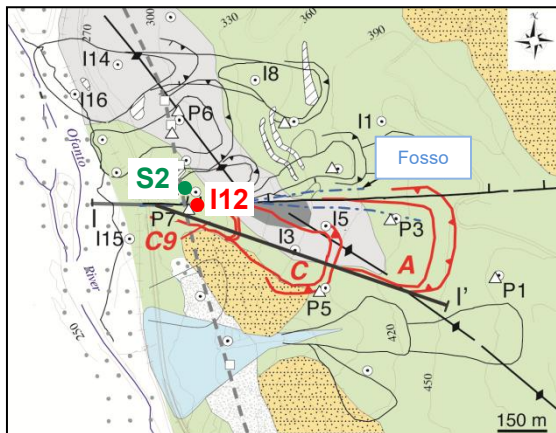 270
300
330
360
390
N
I14
I16
I8
P6
I1
Fosso
Ofanto
River
S2
I12
I
P7
I15
C9
I3
I5
C
A
P3
P5
I'
P1
250
420
450
150 m